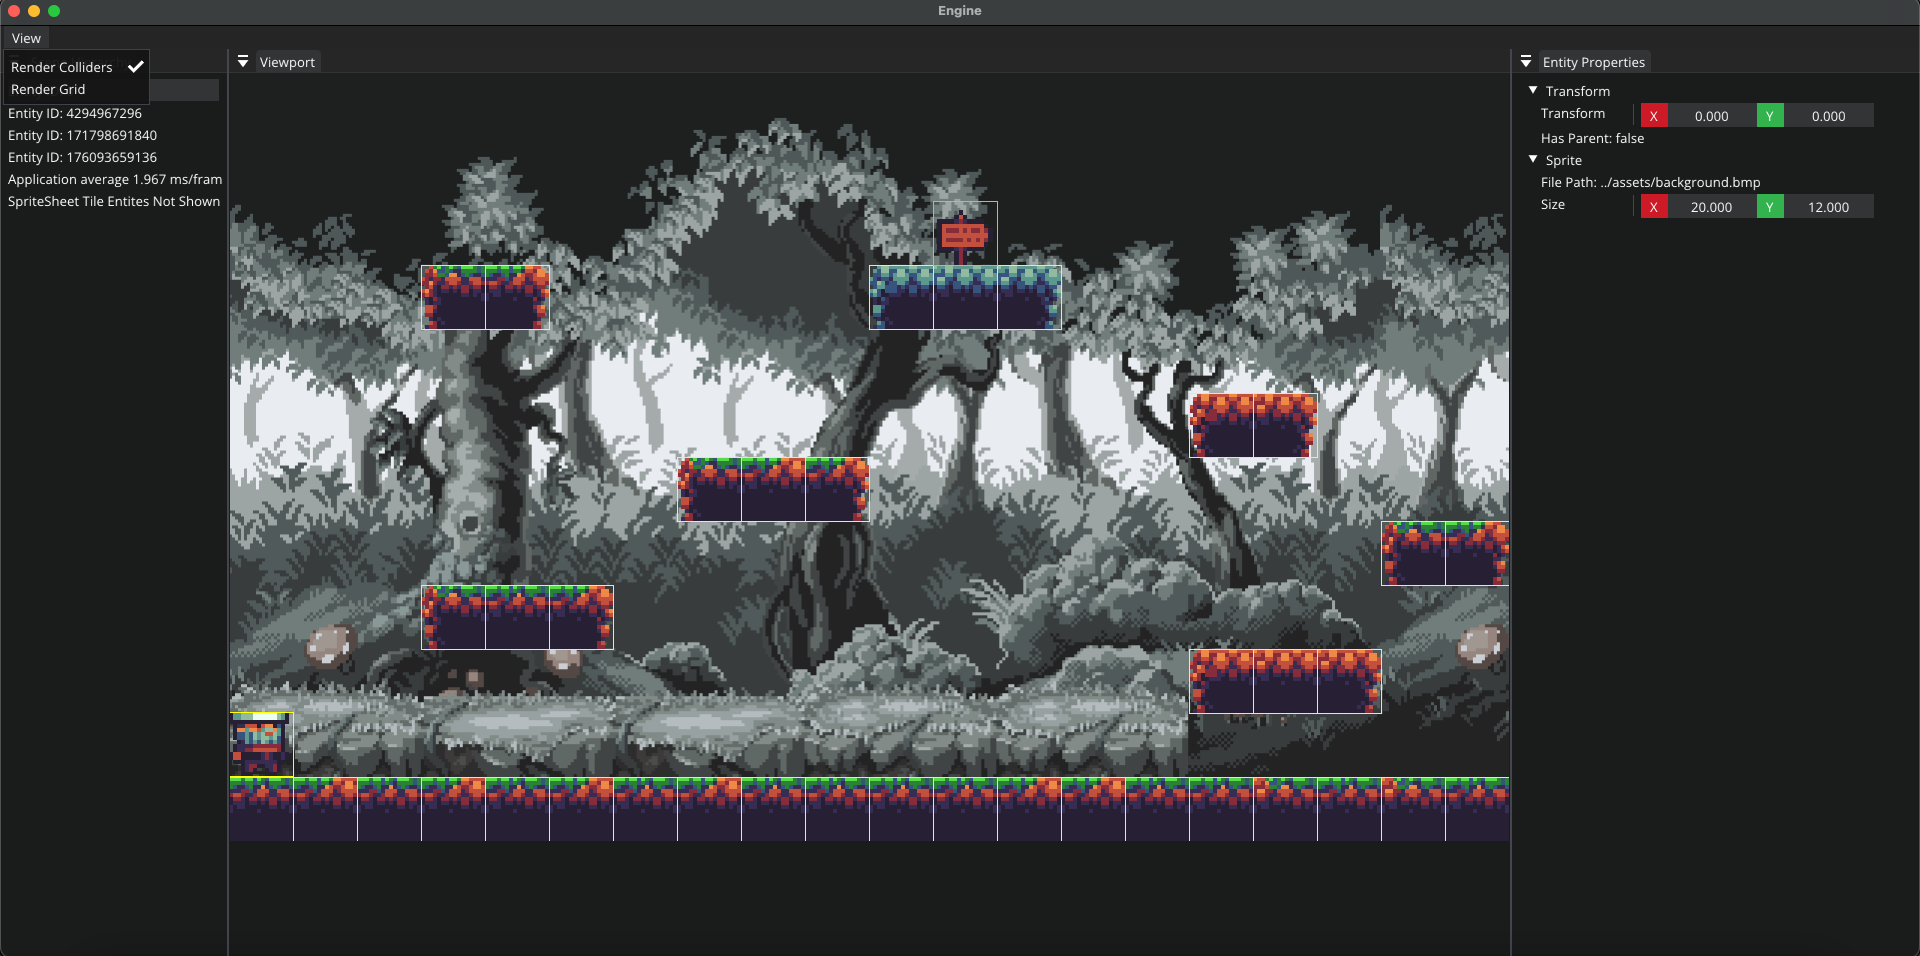 Engine
View
Render Colliders
Render Grid
Entity ID: 4294967296
Entity ID: 171798691840
Entity ID: 176093659136
Application average 1.967 ms/fram
SpriteSheet Tile Entites Not Shown
Viewport
Entity Properties
Transform
Transform X 0.000 Y 0.000
Has Parent: false
Sprite
File Path: ../assets/background.bmp
Size X 20.000 Y 12.000